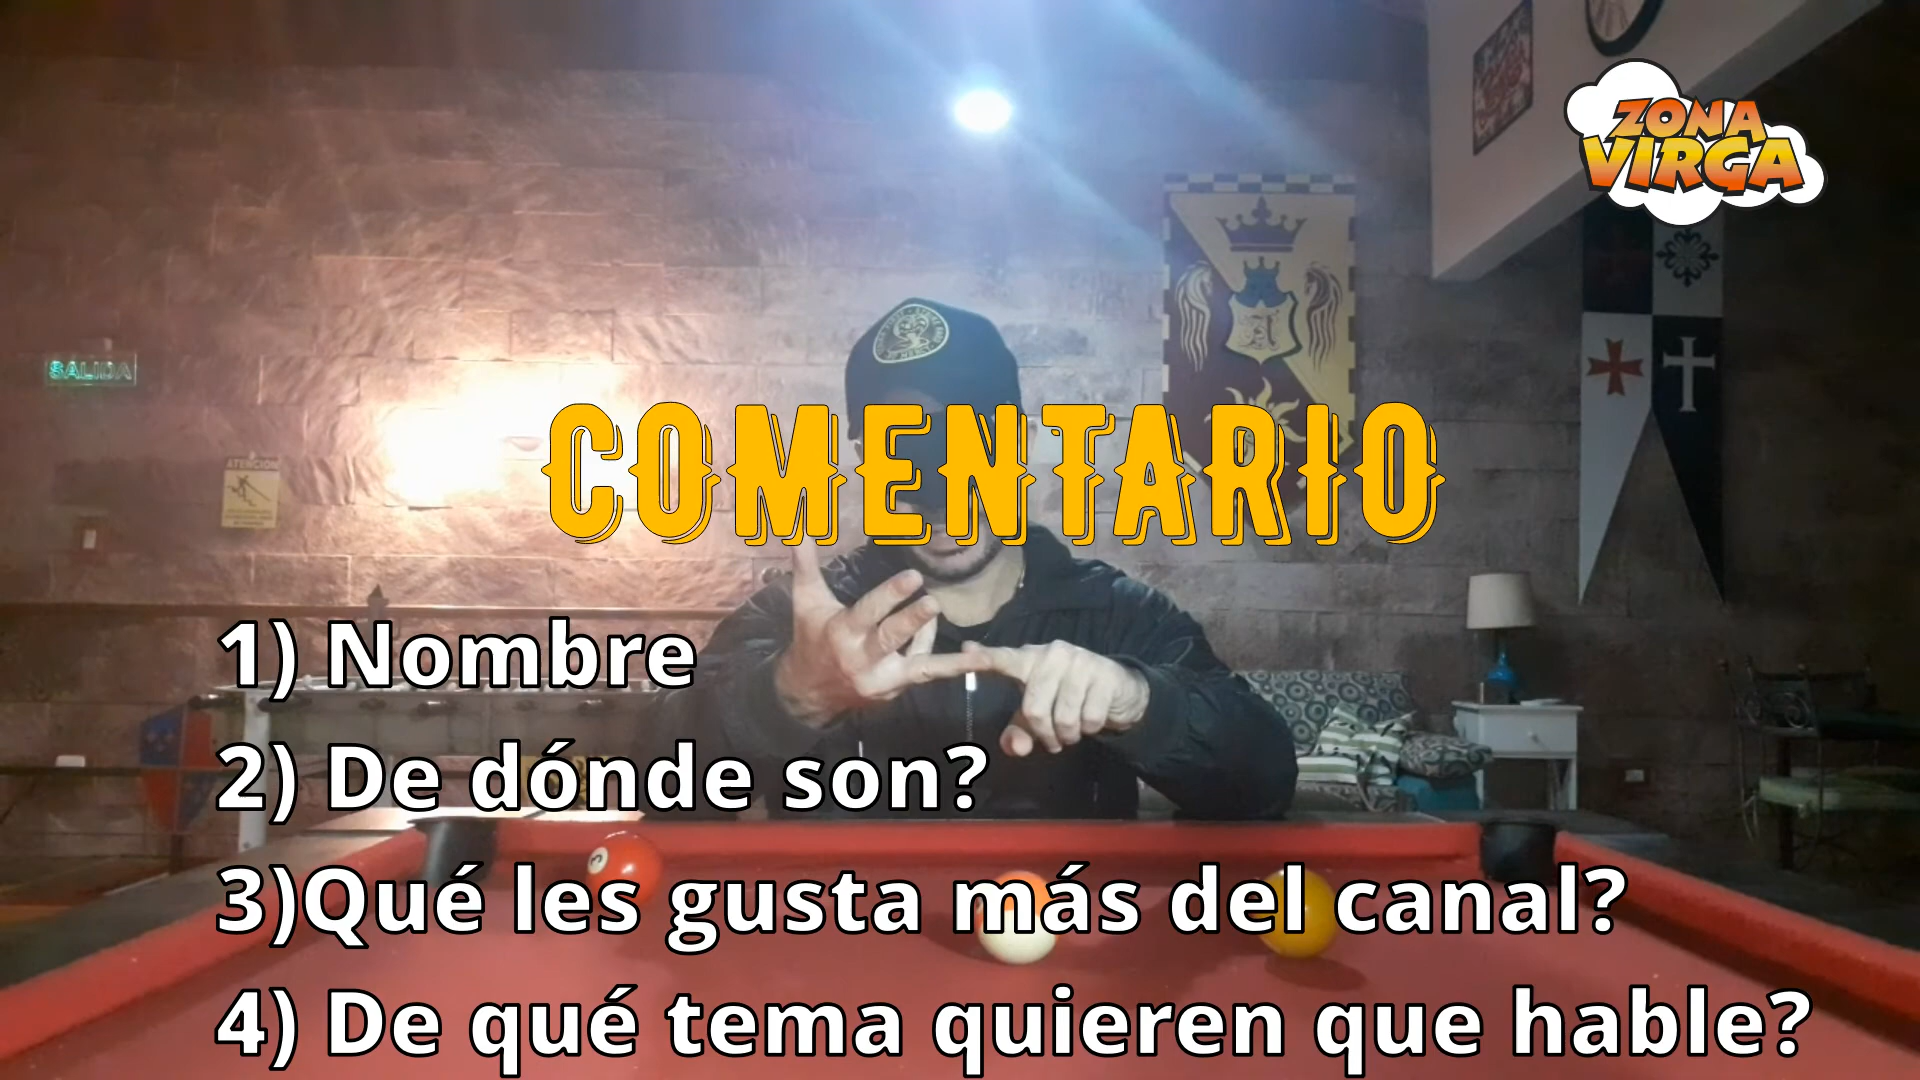 ZONA
VIRGA
SALIDA
COMENTARIO
ATENCION
1) Nombre
2) De dónde son?
3)Qué les gusta más del canal?
4) De qué tema quieren que hable?